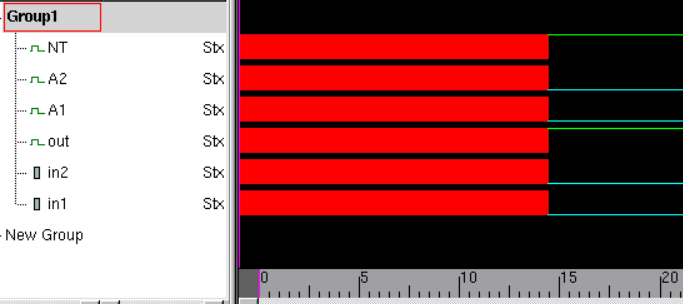 Group1
NT Stx
A2 Stx
A1 Stx
out Stx
in2 Stx
in1 Stx
New Group
0 5 10 15 20